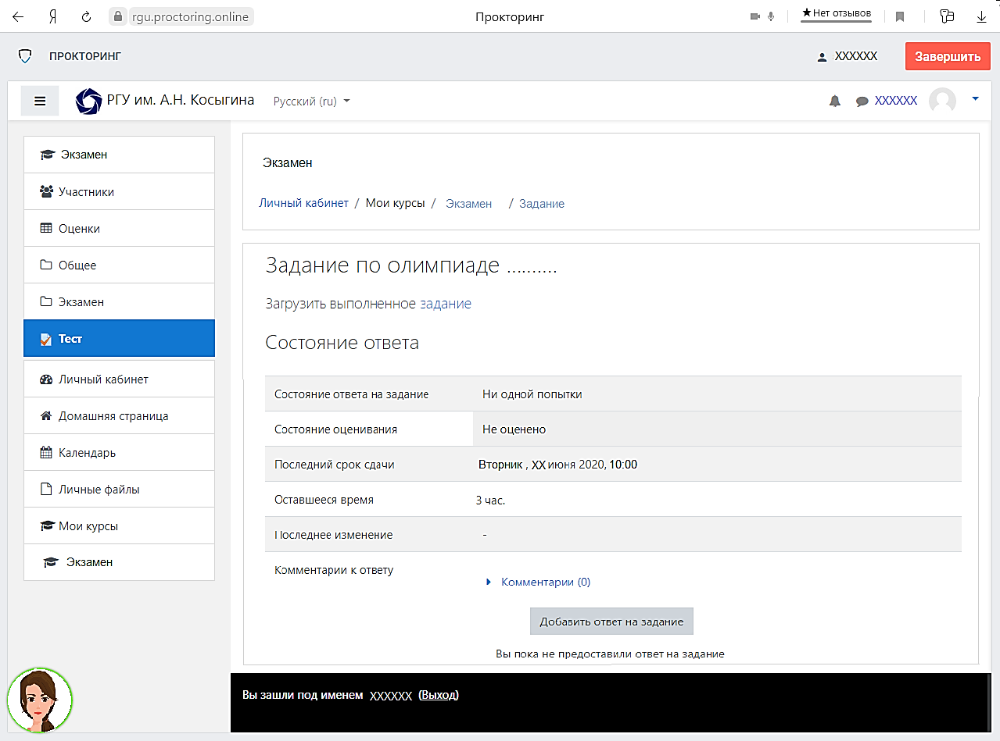 rgu.proctoring.online
Прокторинг
★Нет отзывов
ПРОКТОРИНГ
XXXXXX
Завершить
РГУ им. А.Н. Косыгина
Русский (ru)
XXXXXX
Экзамен
Участники
Оценки
Общее
Экзамен
Тест
Личный кабинет
Домашняя страница
Календарь
Личные файлы
Мои курсы
Экзамен
Экзамен
Личный кабинет / Мои курсы / Экзамен / Задание
Задание по олимпиаде ..........
Загрузить выполненное задание
Состояние ответа
Состояние ответа на задание Ни одной попытки
Состояние оценивания Не оценено
Последний срок сдачи Вторник , XX июня 2020, 10:00
Оставшееся время 3 час.
Последнее изменение -
Комментарии к ответу
Комментарии (0)
Добавить ответ на задание
Вы пока не предоставили ответ на задание
Вы зашли под именем XXXXXX (Выход)